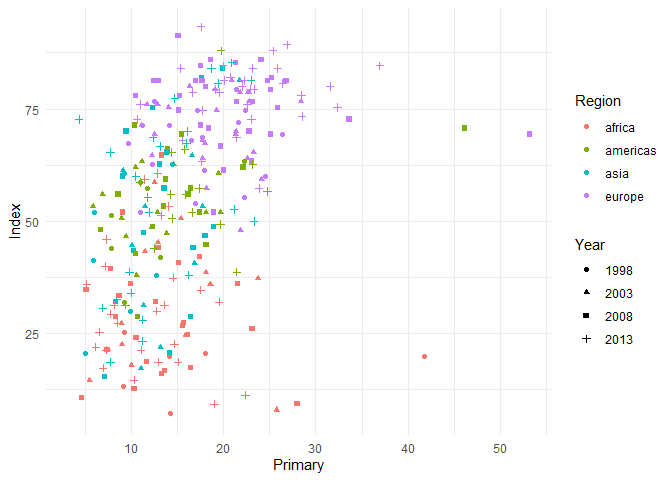 75
50
25
Index
10
20
30
40
50
Primary
Region
africa
americas
asia
europe
Year
1998
2003
2008
2013